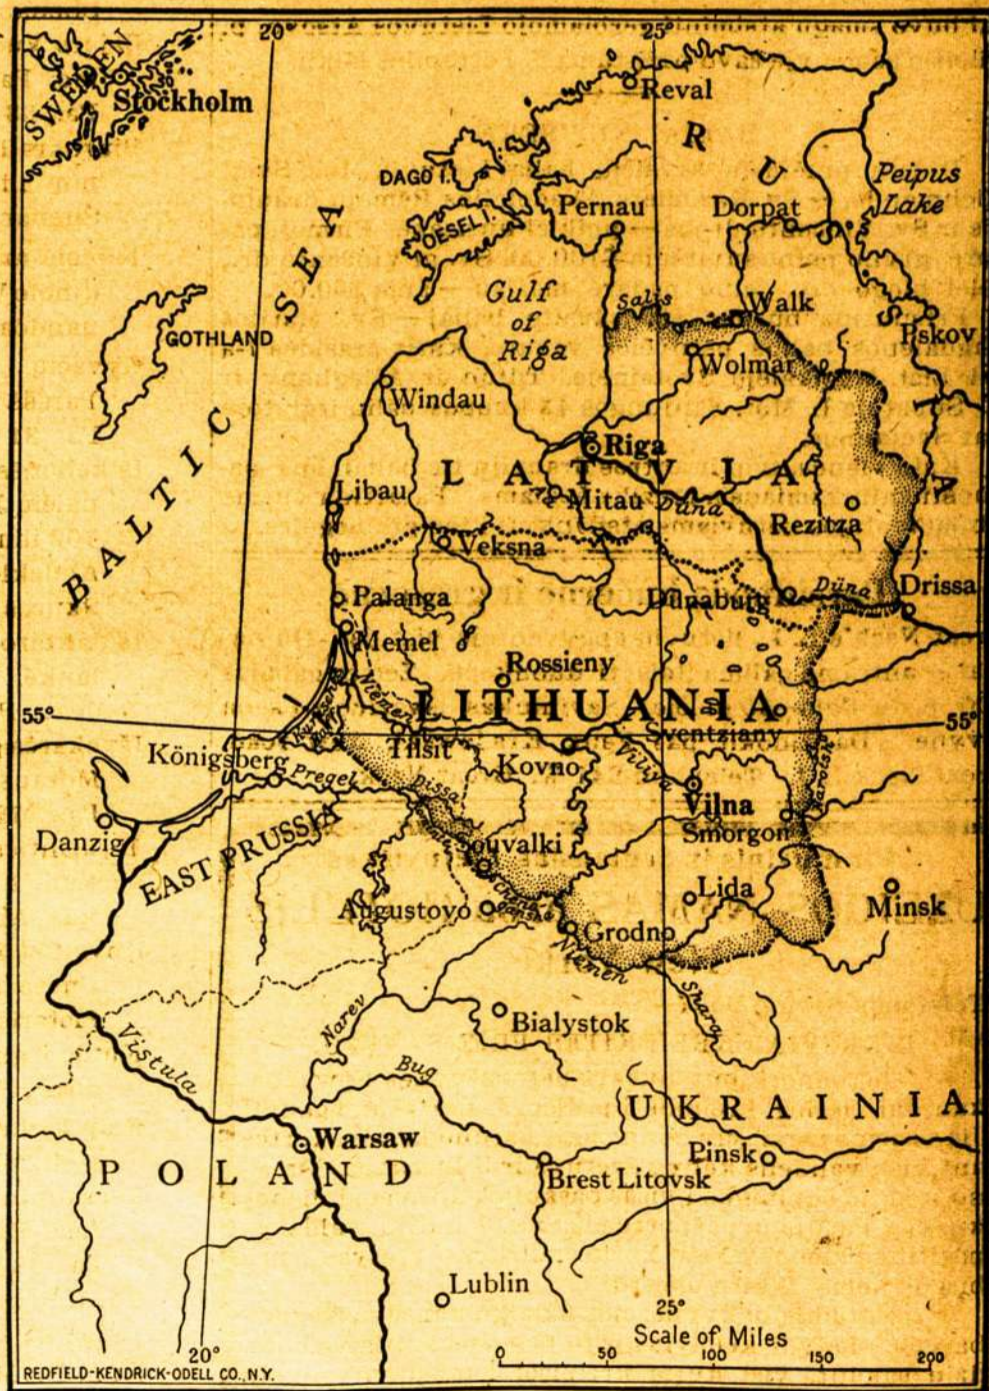 20°
25°
SWEDEN
Stockholm
Reval
RUSSIA
DAGO I.
OESEL I.
Pernau
Dorpat
Peipus
Lake
BALTIC SEA
GOTHLAND
Gulf
of
Riga
Salis
Walk
Pskov
Wolmar
Windau
Riga
LATVIA
Libau
Mitau
Düna
Rezitza
Veksna
Palanga
Dünaburg
Düna
Drissa
Memel
Rossieny
Niemen
LITHUANIA
55°
55°
Sventziany
Tilsit
Königsberg
Pregel
Kovno
Viliya
Pissa
Vilna
Smorgon
Danzig
EAST PRUSSIA
Souvalki
Lida
Minsk
Augustovo
Grodno
Niemen
Shara
Narev
Bialystok
Vistula
Bug
UKRAINIA
Warsaw
Pinsk
POLAND
Brest Litovsk
Lublin
25°
Scale of Miles
0 50 100 150 200
20°
REDFIELD-KENDRICK-ODELL CO., N.Y.